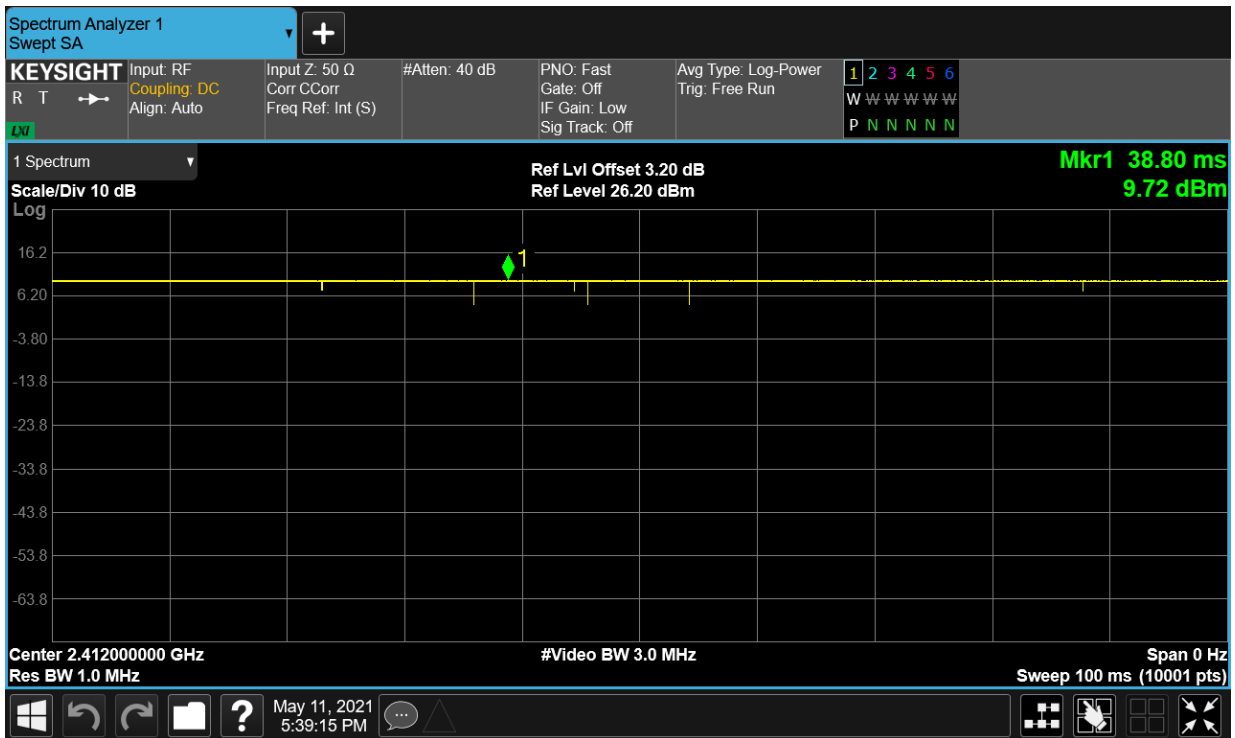 Spectrum Analyzer 1
Swept SA
KEYSIGHT
R T
LXI
Input: RF
Coupling: DC
Align: Auto
Input Z: 50 Ω
Corr CCorr
Freq Ref: Int (S)
#Atten: 40 dB
PNO: Fast
Gate: Off
IF Gain: Low
Sig Track: Off
Avg Type: Log-Power
Trig: Free Run
1 2 3 4 5 6
W W W W W W
P N N N N N
1 Spectrum
Scale/Div 10 dB
Log
Ref Lvl Offset 3.20 dB
Ref Level 26.20 dBm
Mkr1 38.80 ms
9.72 dBm
1
16.2
6.20
-3.80
-13.8
-23.8
-33.8
-43.8
-53.8
-63.8
Center 2.412000000 GHz
Res BW 1.0 MHz
#Video BW 3.0 MHz
Span 0 Hz
Sweep 100 ms (10001 pts)
?
May 11, 2021
5:39:15 PM